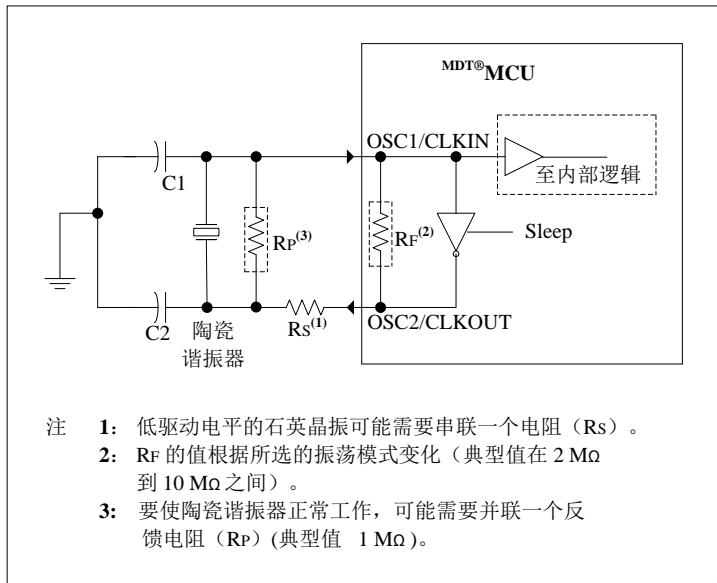 MDT®MCU
OSC1/CLKIN
至内部逻辑
C1
RP(3)
RF(2)
Sleep
C2
陶瓷
谐振器
RS(1)
OSC2/CLKOUT
注 1： 低驱动电平的石英晶振可能需要串联一个电阻（RS）。
2： RF 的值根据所选的振荡模式变化（典型值在 2 MΩ
到 10 MΩ 之间）。
3： 要使陶瓷谐振器正常工作，可能需要并联一个反
馈电阻（RP）(典型值 1 MΩ )。